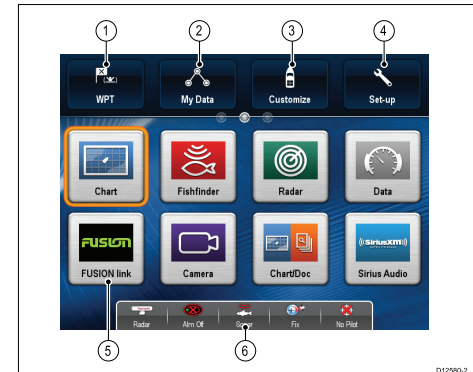 1 2 3 4
WPT My Data Customize Set-up
Chart Fishfinder Radar Data
FUSION
((SiriusXM))
FUSION link Camera Chart/Doc Sirius Audio
Radar Alm Off Sonar Fix No Pilot
5 6
D12580-2